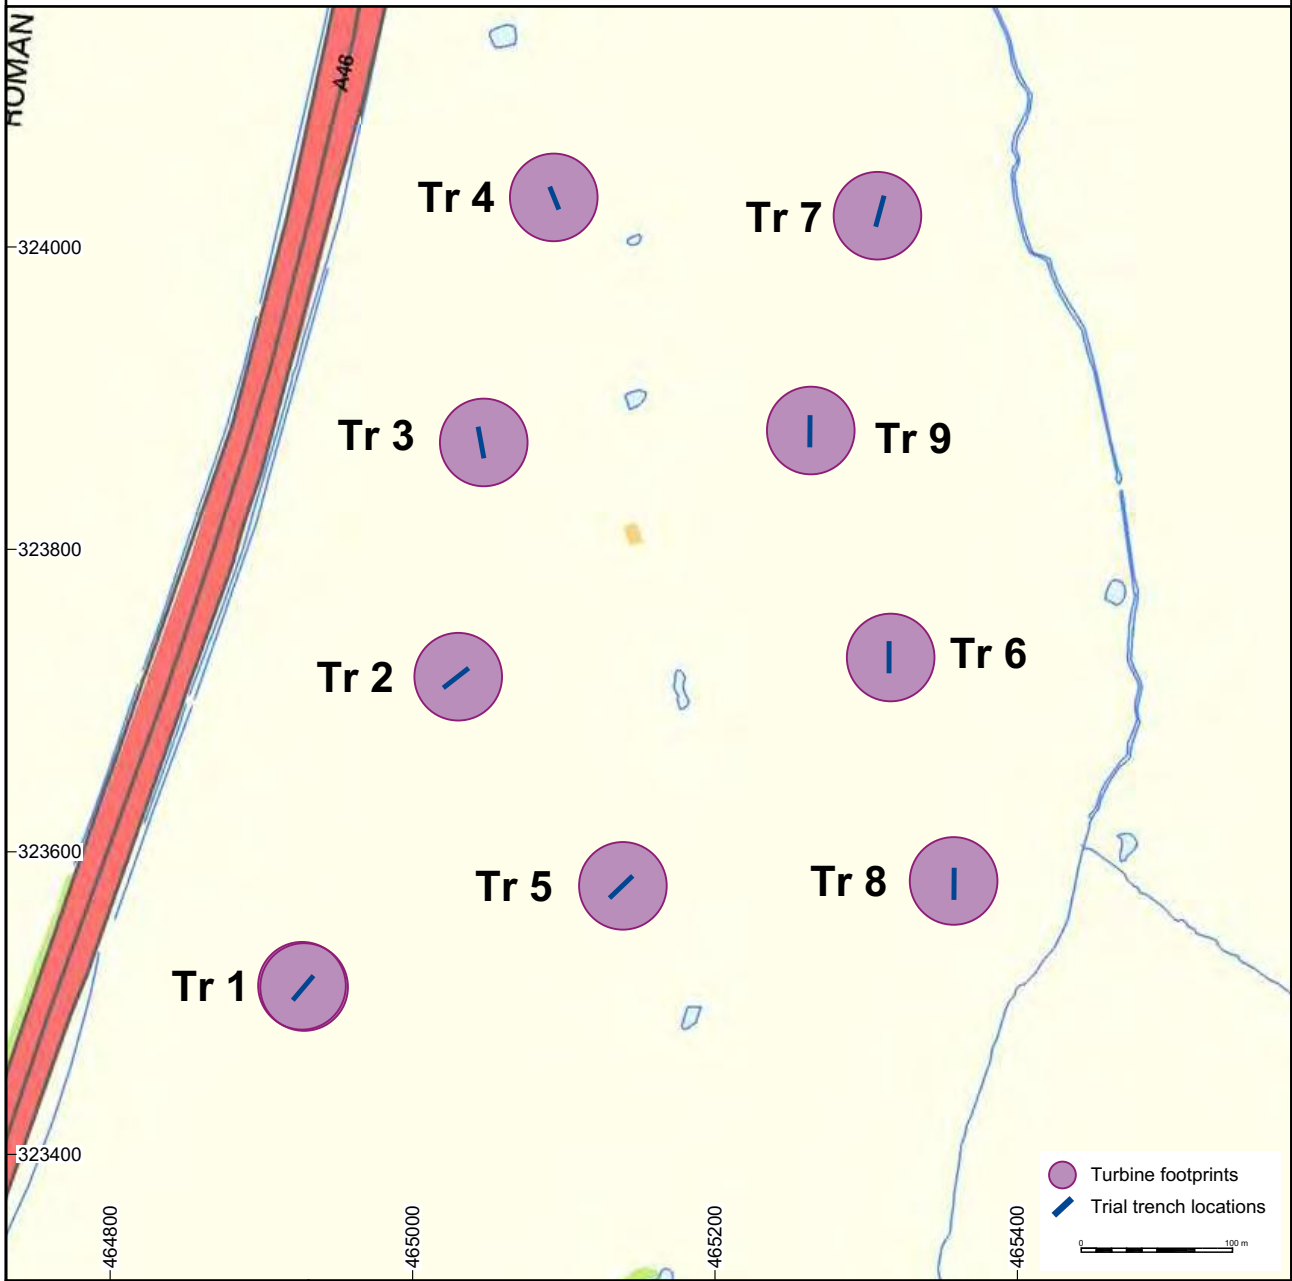 ROMAN
A46
Tr 4
Tr 7
324000
Tr 3
Tr 9
323800
Tr 2
Tr 6
323600
Tr 5
Tr 8
Tr 1
323400
464800
465000
465200
465400
Turbine footprints
Trial trench locations
0 100 m